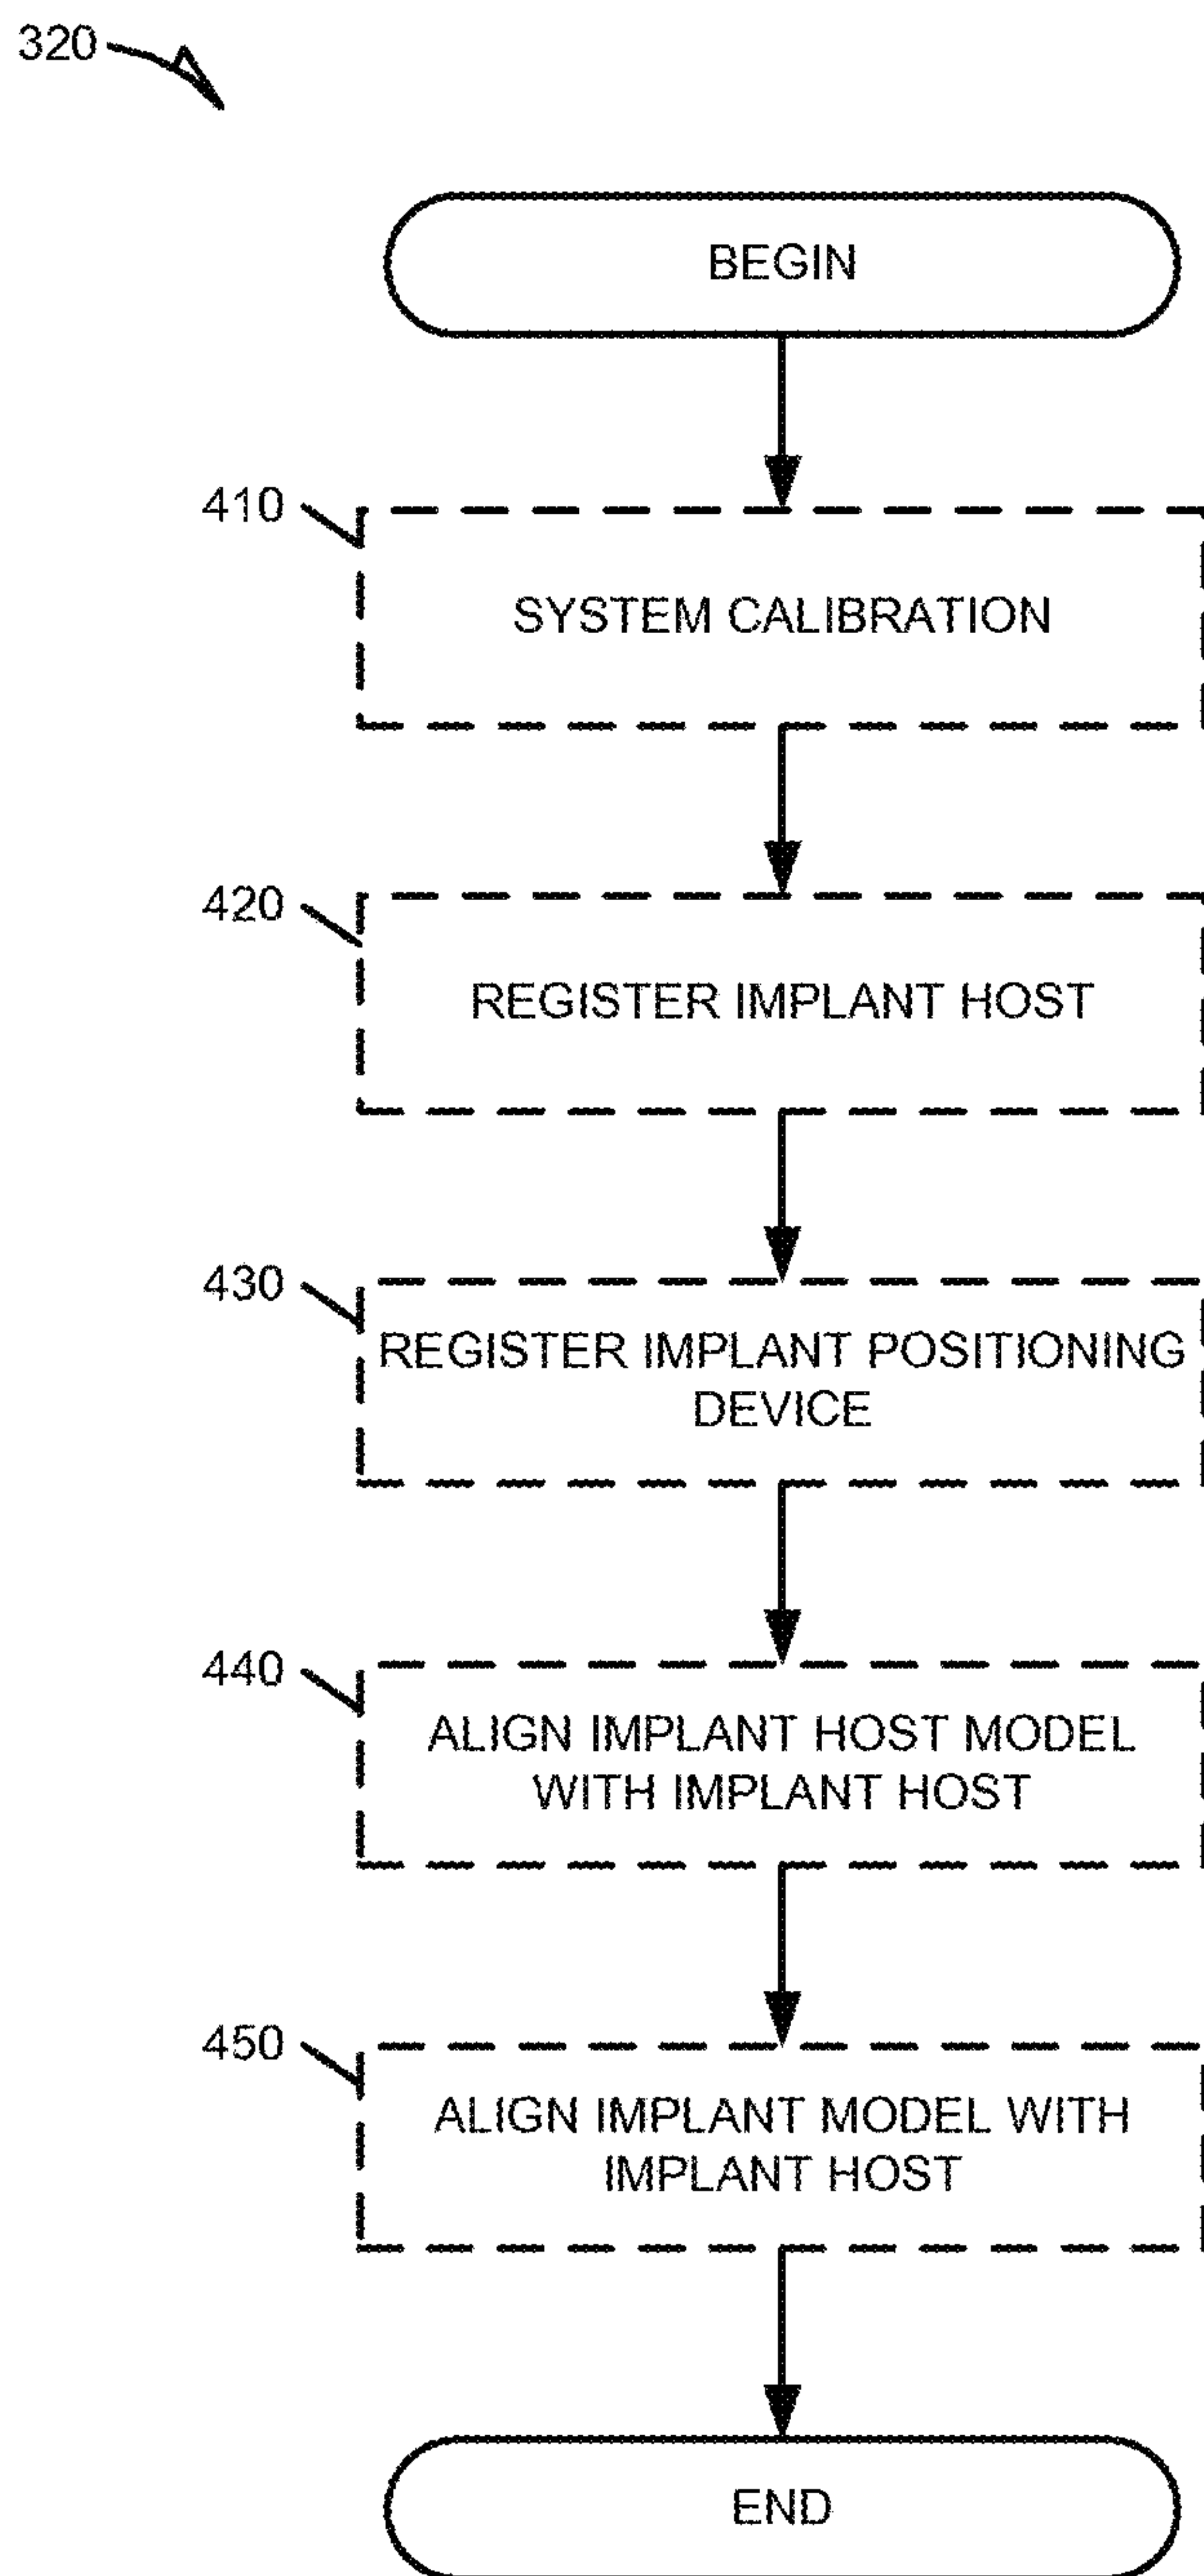 320
BEGIN
410
SYSTEM CALIBRATION
420
REGISTER IMPLANT HOST
430
REGISTER IMPLANT POSITIONING
DEVICE
440
ALIGN IMPLANT HOST MODEL
WITH IMPLANT HOST
450
ALIGN IMPLANT MODEL WITH
IMPLANT HOST
END